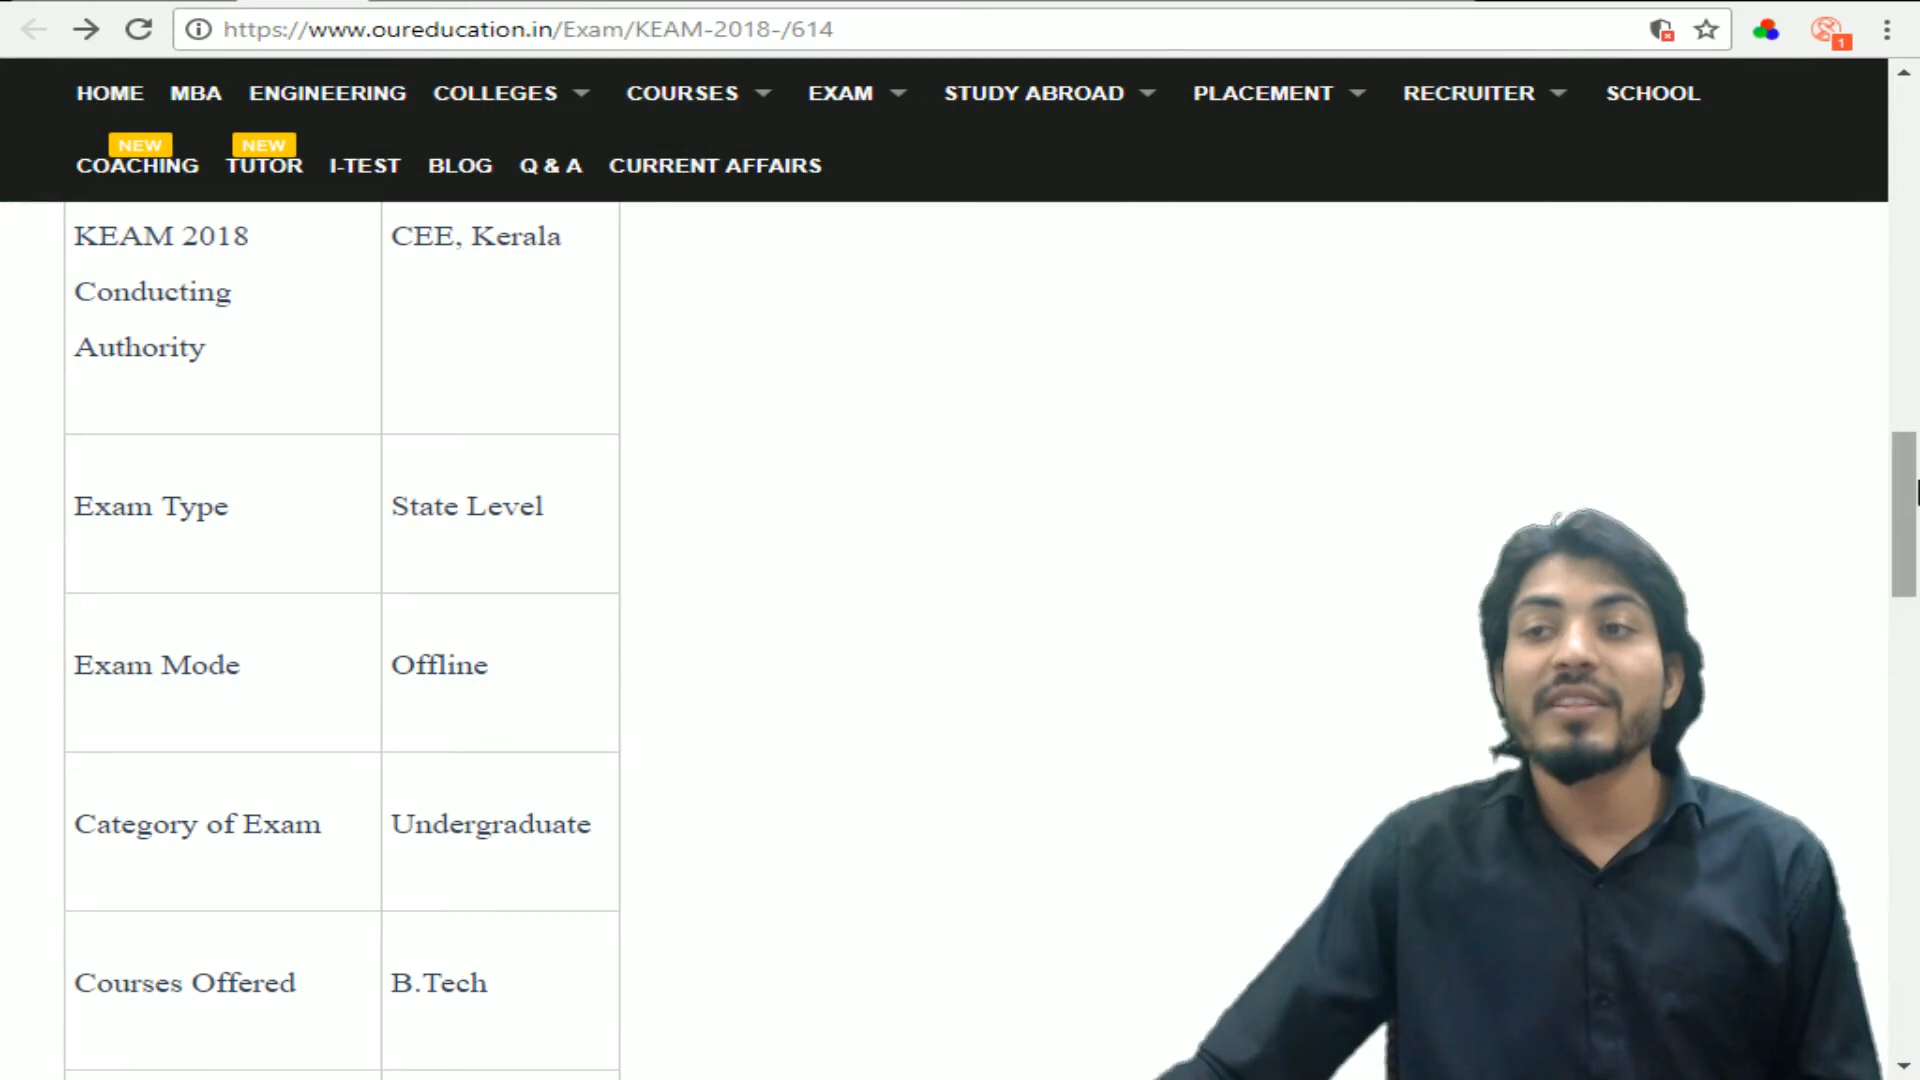 https://www.oureducation.in/Exam/KEAM-2018-/614
1
HOME MBA ENGINEERING COLLEGES COURSES EXAM STUDY ABROAD PLACEMENT RECRUITER SCHOOL
NEW NEW
COACHING TUTOR I-TEST BLOG Q & A CURRENT AFFAIRS
KEAM 2018 CEE, Kerala
Conducting
Authority
Exam Type State Level
Exam Mode Offline
Category of Exam Undergraduate
Courses Offered B.Tech